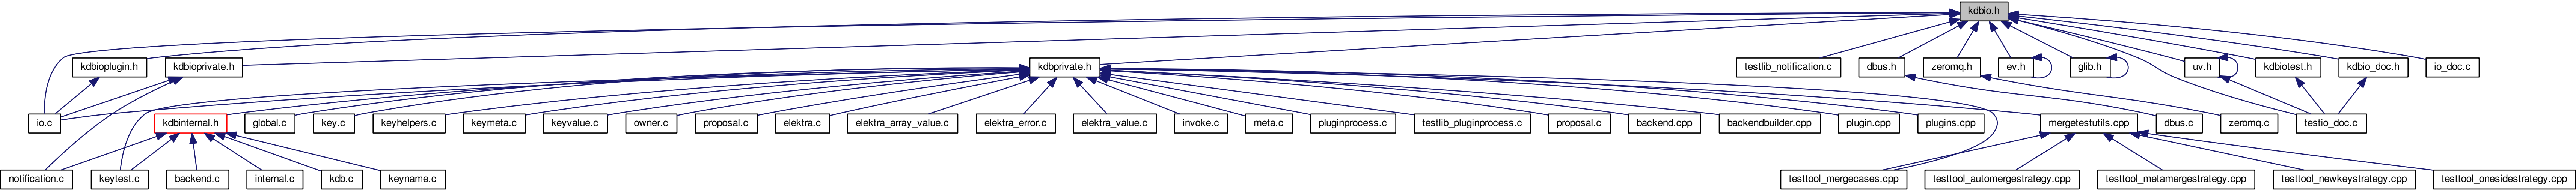 kdbio.h
kdbioplugin.h
kdbioprivate.h
kdbprivate.h
testlib_notification.c
dbus.h
zeromq.h
ev.h
glib.h
uv.h
kdbiotest.h
kdbio_doc.h
io_doc.c
io.c
kdbinternal.h
global.c
key.c
keyhelpers.c
keymeta.c
keyvalue.c
owner.c
proposal.c
elektra.c
elektra_array_value.c
elektra_error.c
elektra_value.c
invoke.c
meta.c
pluginprocess.c
testlib_pluginprocess.c
proposal.c
backend.cpp
backendbuilder.cpp
plugin.cpp
plugins.cpp
mergetestutils.cpp
dbus.c
zeromq.c
testio_doc.c
notification.c
keytest.c
backend.c
internal.c
kdb.c
keyname.c
testtool_mergecases.cpp
testtool_automergestrategy.cpp
testtool_metamergestrategy.cpp
testtool_newkeystrategy.cpp
testtool_onesidestrategy.cpp